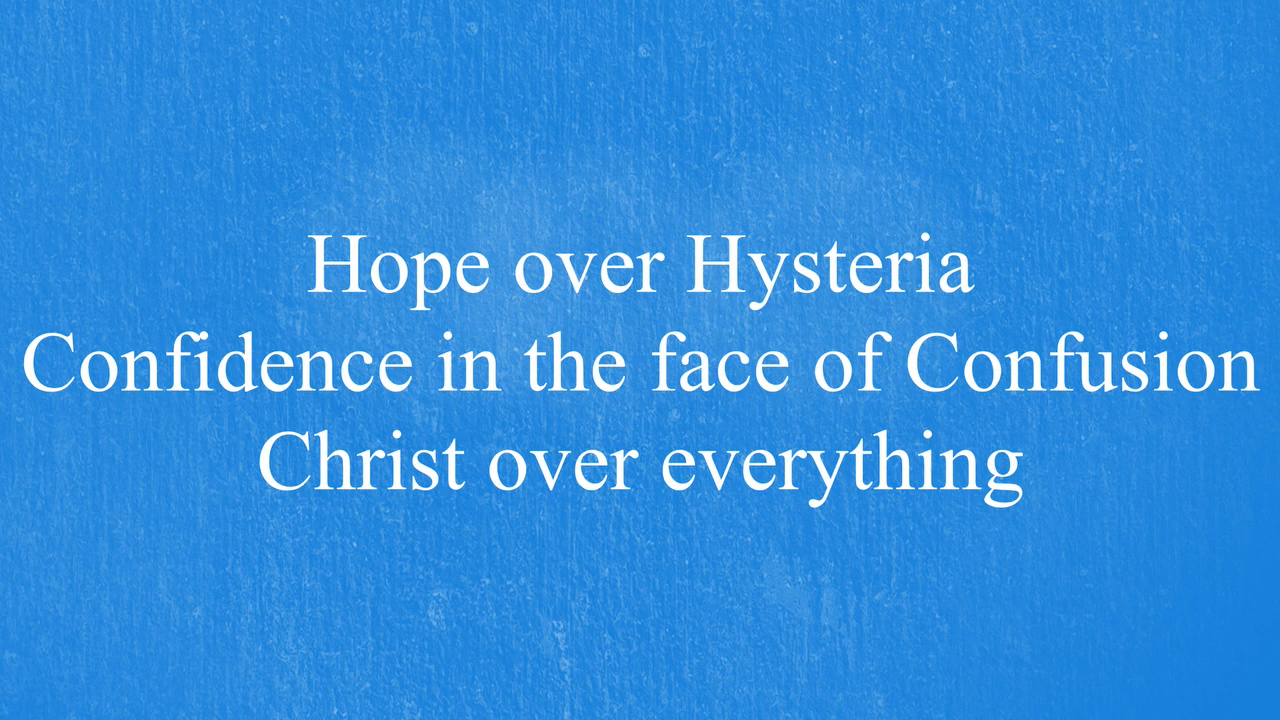 Hope over Hysteria
Confidence in the face of Confusion
Christ over everything